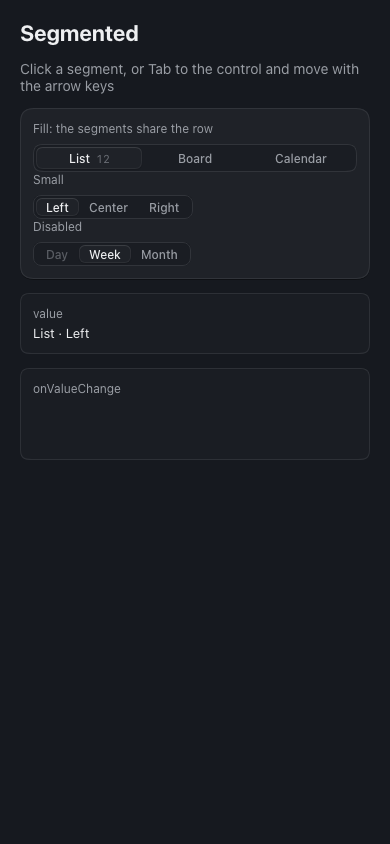 Segmented
Click a segment, or Tab to the control and move with
the arrow keys
Fill: the segments share the row
List 12 Board Calendar
Small
Left Center Right
Disabled
Day Week Month
value
List · Left
onValueChange